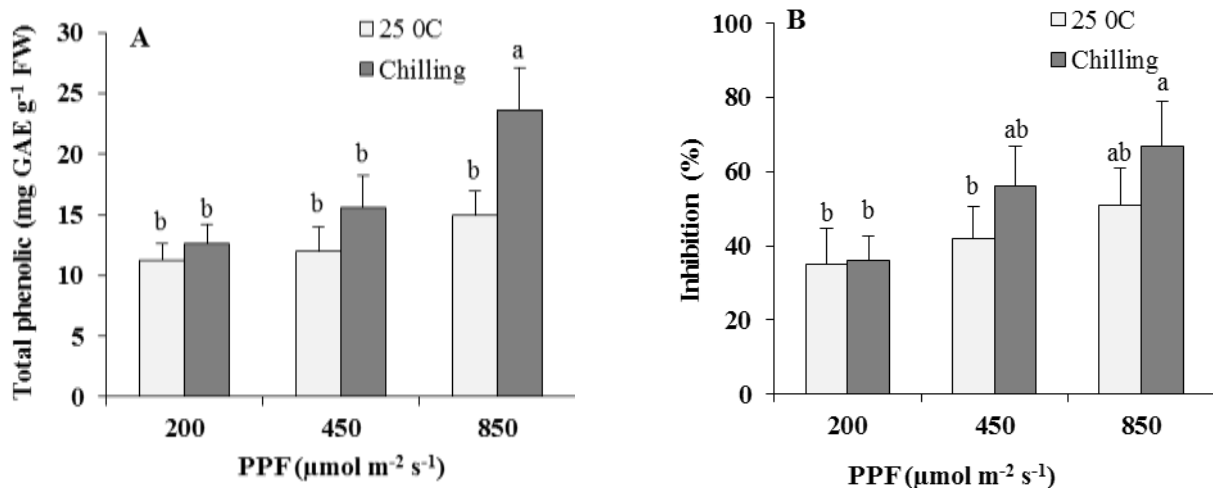 A
25 0C
Chilling
Total phenolic (mg GAE g⁻¹ FW)
30
25
20
15
10
5
0
b
b
b
b
b
a
200
450
850
PPF (µmol m⁻² s⁻¹)
B
25 0C
Chilling
Inhibition (%)
100
80
60
40
20
0
b
b
b
ab
ab
a
200
450
850
PPF (µmol m⁻² s⁻¹)